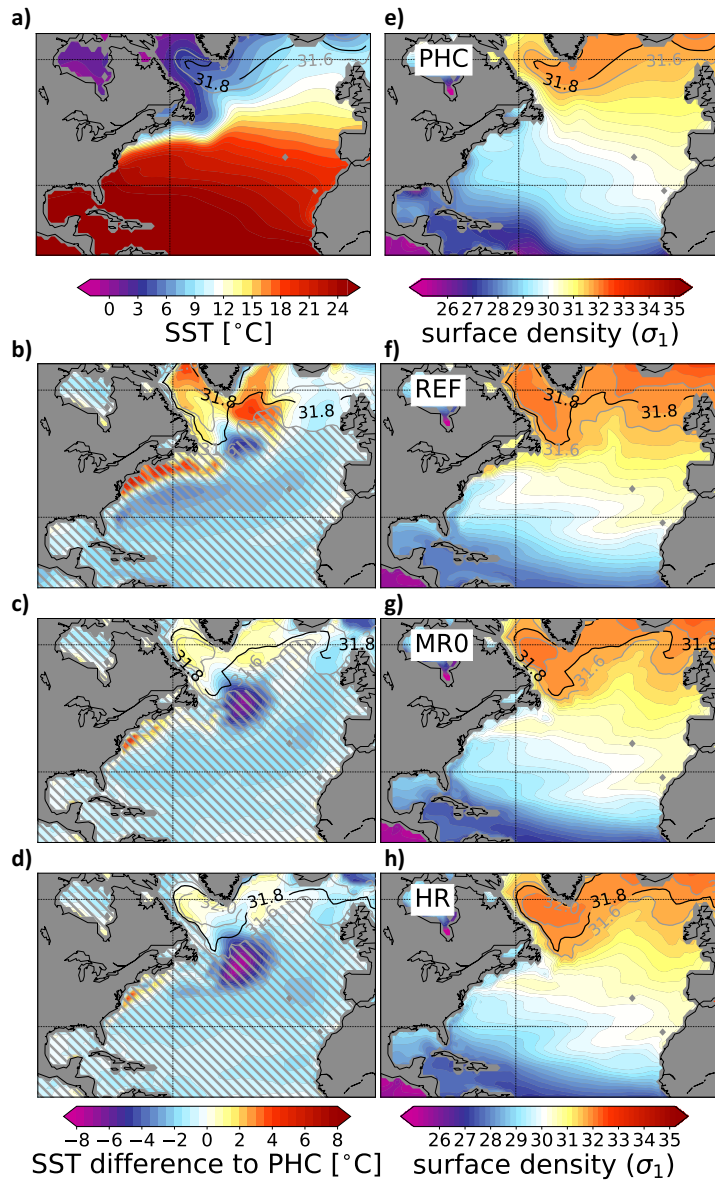 a)
31.8
31.6
0 3 6 9 12 15 18 21 24
SST [°C]
e)
PHC
31.8
31.6
26 27 28 29 30 31 32 33 34 35
surface density (σ₁)
b)
31.8
31.8
f)
REF
31.8
31.8
31.6
c)
31.8
31.6
31.8
g)
MR0
31.8
31.6
31.8
d)
32.0
31.8
31.6
−8 −6 −4 −2 0 2 4 6 8
SST difference to PHC [°C]
h)
HR
31.8
31.6
26 27 28 29 30 31 32 33 34 35
surface density (σ₁)